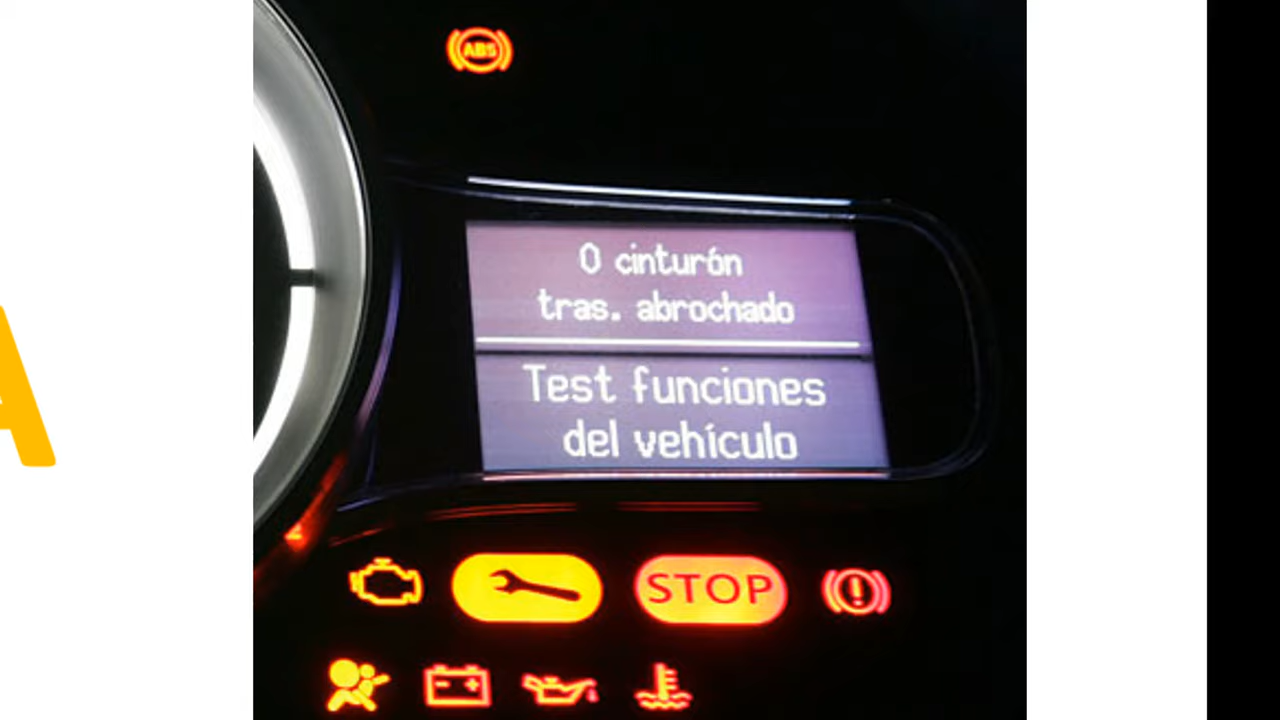 ABS
0 cinturón
tras. abrochado
Test funciones
del vehículo
STOP
A